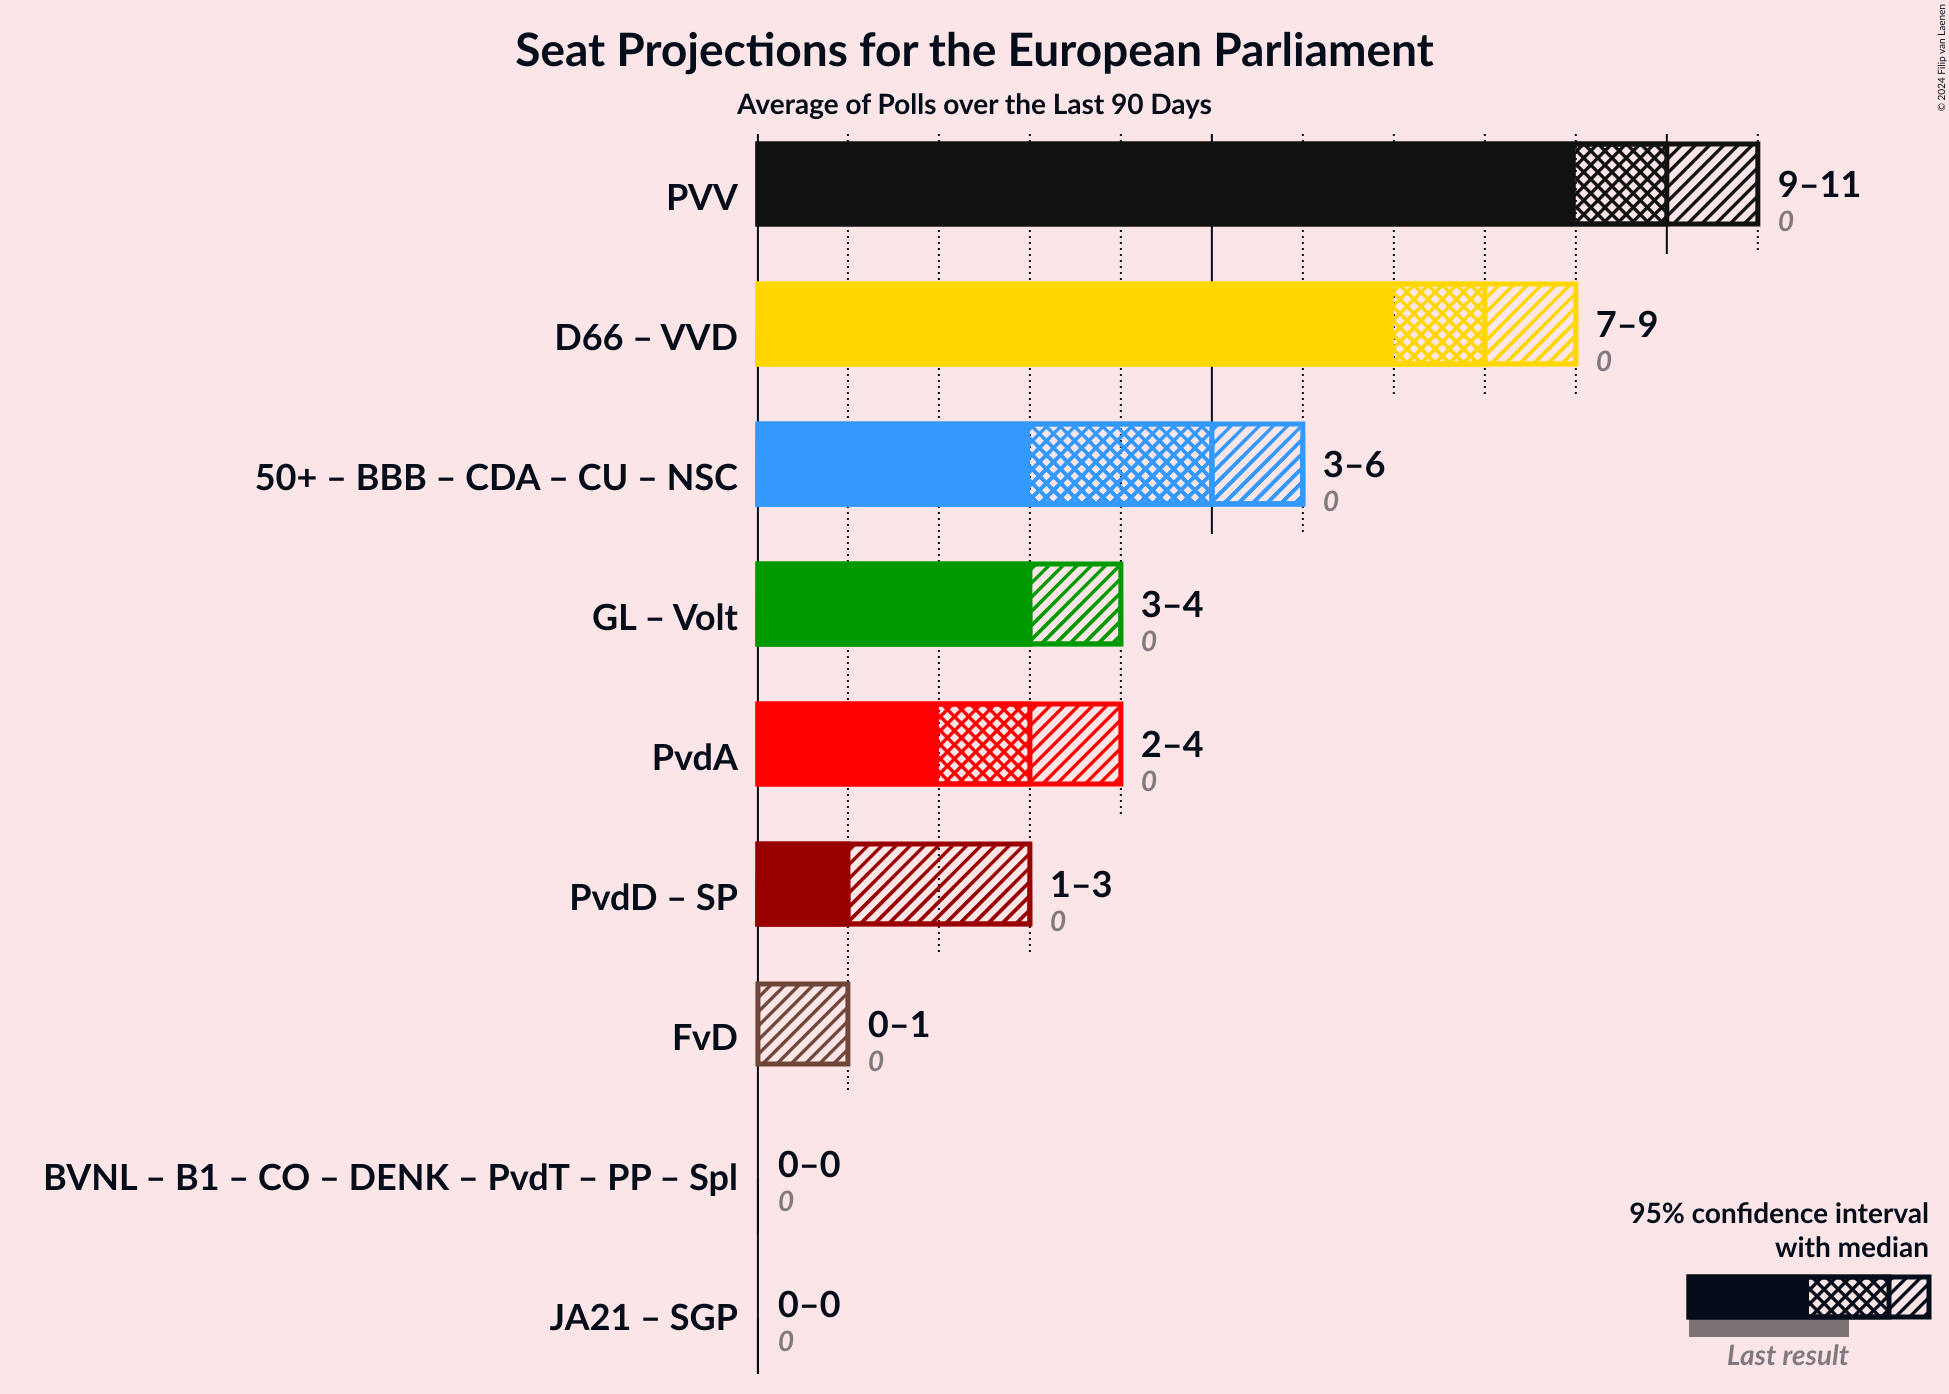 Seat Projections for the European Parliament
Average of Polls over the Last 90 Days
© 2024 Filip van Laenen
PVV
9–11
0
D66 – VVD
7–9
0
50+ – BBB – CDA – CU – NSC
3–6
0
GL – Volt
3–4
0
PvdA
2–4
0
PvdD – SP
1–3
0
FvD
0–1
0
BVNL – B1 – CO – DENK – PvdT – PP – Spl
0–0
0
JA21 – SGP
0–0
0
95% confidence interval
with median
Last result